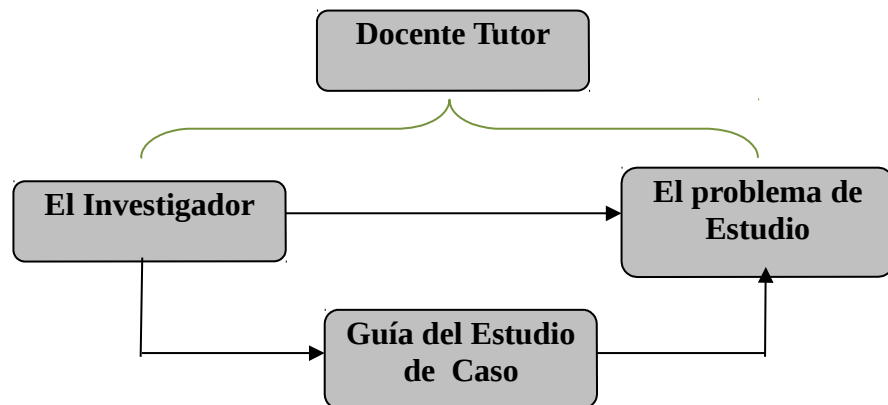 Docente Tutor
El Investigador
El problema de
Estudio
Guía del Estudio
de Caso